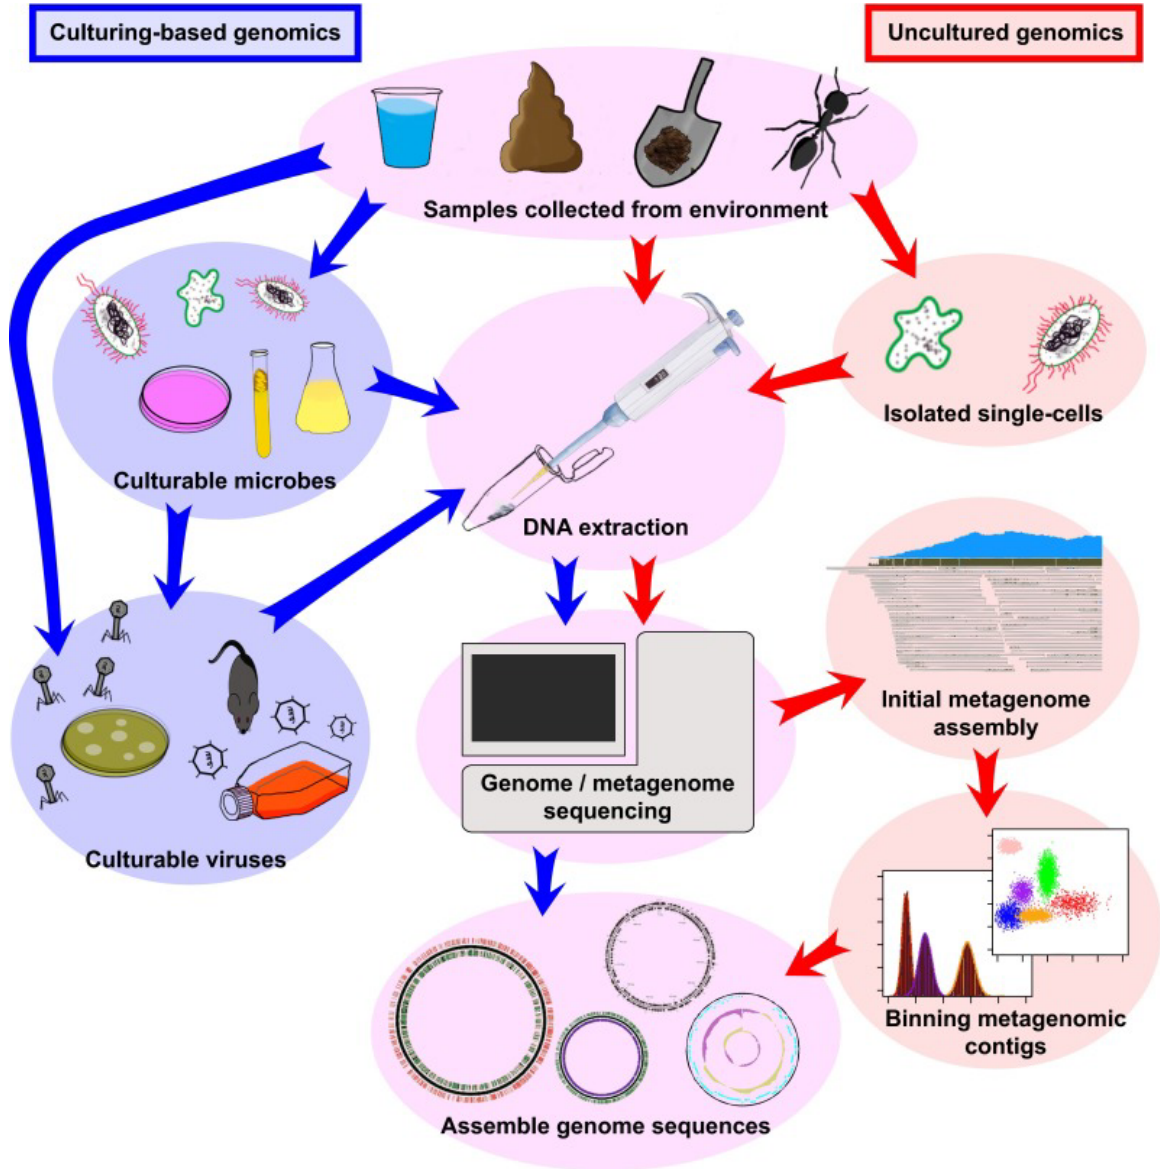 Culturing-based genomics
Uncultured genomics
Samples collected from environment
Culturable microbes
Isolated single-cells
DNA extraction
Initial metagenome
assembly
Culturable viruses
Genome / metagenome
sequencing
Binning metagenomic
contigs
Assemble genome sequences